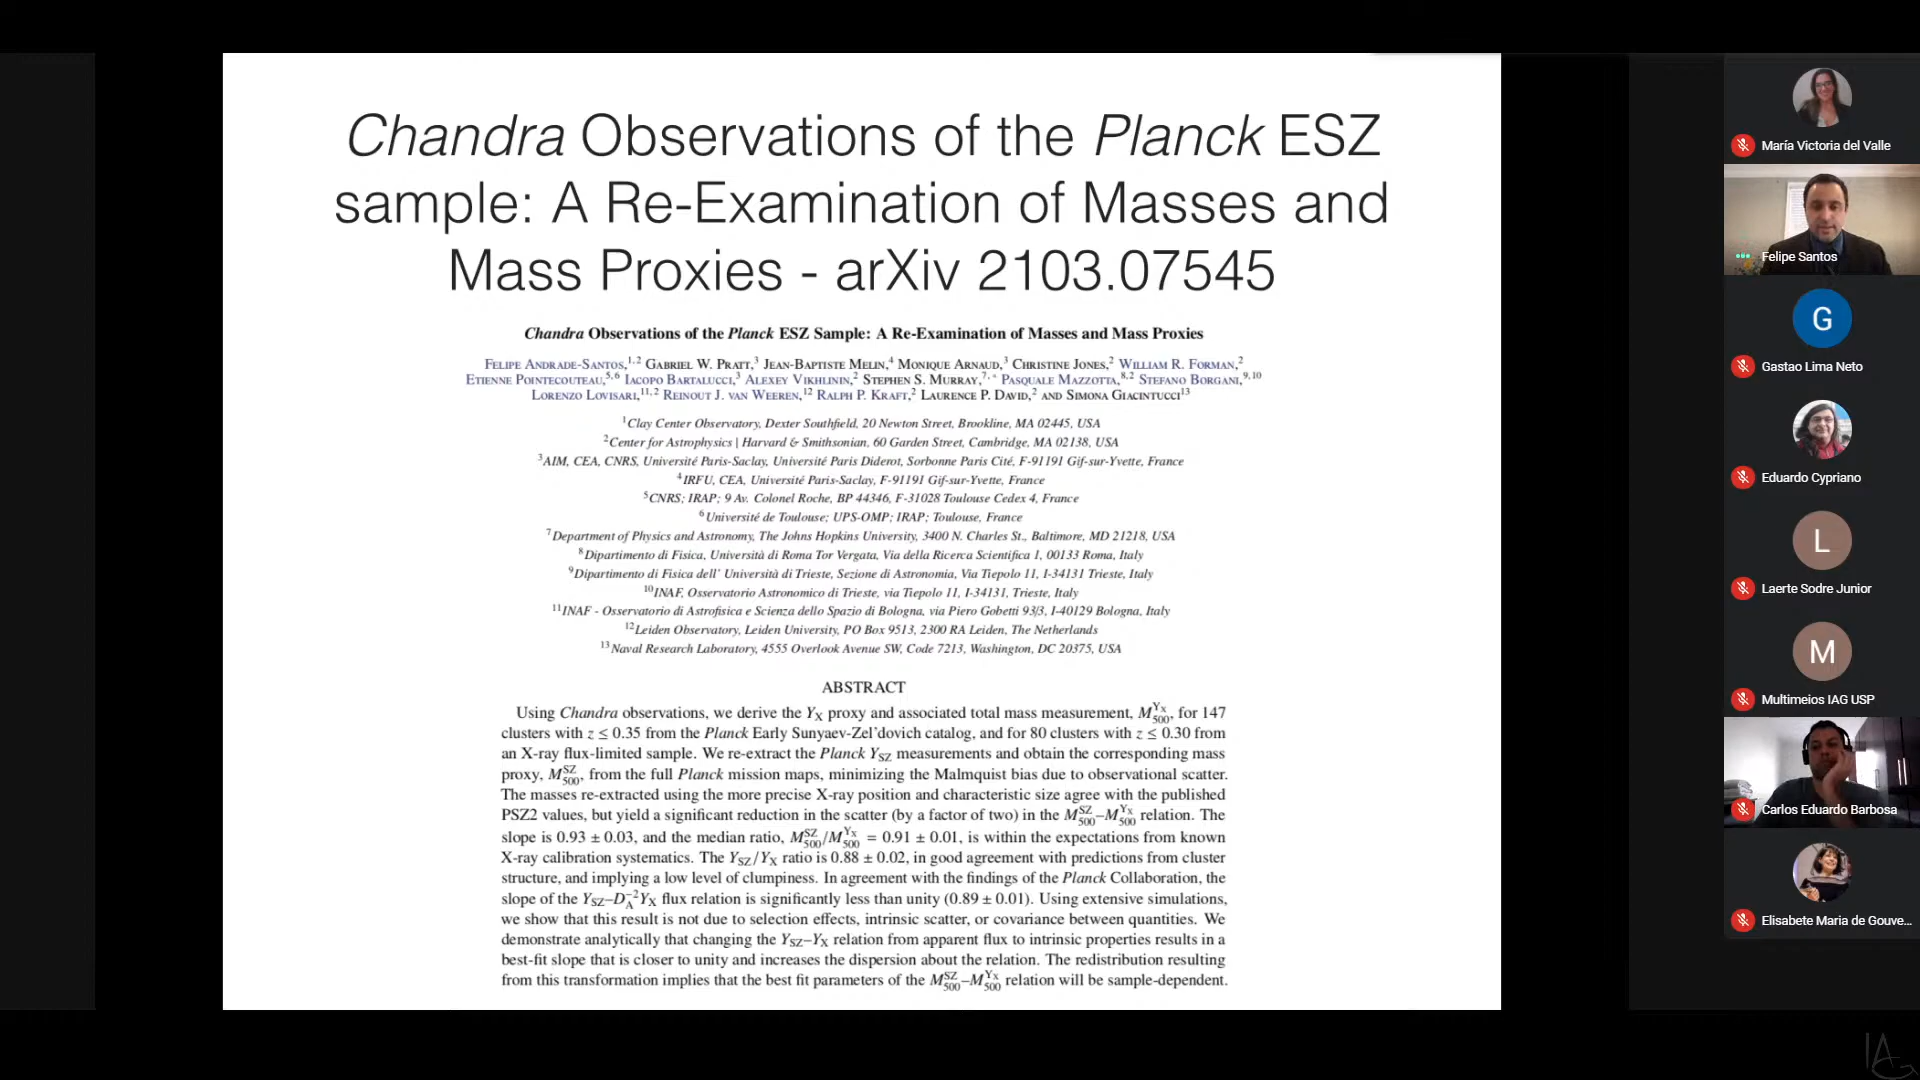 Chandra Observations of the Planck ESZ
sample: A Re-Examination of Masses and
Mass Proxies - arXiv 2103.07545
Chandra Observations of the Planck ESZ Sample: A Re-Examination of Masses and Mass Proxies
Felipe Andrade-Santos,1,2 Gabriel W. Pratt,3 Jean-Baptiste Melin,4 Monique Arnaud,3 Christine Jones,2 William R. Forman,2
Etienne Pointecouteau,5,6 Iacopo Bartalucci,3 Alexey Vikhlinin,2 Stephen S. Murray,7,* Pasquale Mazzotta,8,2 Stefano Borgani,9,10
Lorenzo Lovisari,11,2 Reinout J. van Weeren,12 Ralph P. Kraft,2 Laurence P. David,2 and Simona Giacintucci13
1Clay Center Observatory, Dexter Southfield, 20 Newton Street, Brookline, MA 02445, USA
2Center for Astrophysics | Harvard & Smithsonian, 60 Garden Street, Cambridge, MA 02138, USA
3AIM, CEA, CNRS, Université Paris-Saclay, Université Paris Diderot, Sorbonne Paris Cité, F-91191 Gif-sur-Yvette, France
4IRFU, CEA, Université Paris-Saclay, F-91191 Gif-sur-Yvette, France
5CNRS; IRAP; 9 Av. Colonel Roche, BP 44346, F-31028 Toulouse Cedex 4, France
6Université de Toulouse; UPS-OMP; IRAP; Toulouse, France
7Department of Physics and Astronomy, The Johns Hopkins University, 3400 N. Charles St., Baltimore, MD 21218, USA
8Dipartimento di Fisica, Università di Roma Tor Vergata, Via della Ricerca Scientifica 1, 00133 Roma, Italy
9Dipartimento di Fisica dell' Università di Trieste, Sezione di Astronomia, Via Tiepolo 11, I-34131 Trieste, Italy
10INAF, Osservatorio Astronomico di Trieste, via Tiepolo 11, I-34131, Trieste, Italy
11INAF - Osservatorio di Astrofisica e Scienza dello Spazio di Bologna, via Piero Gobetti 93/3, I-40129 Bologna, Italy
12Leiden Observatory, Leiden University, PO Box 9513, 2300 RA Leiden, The Netherlands
13Naval Research Laboratory, 4555 Overlook Avenue SW, Code 7213, Washington, DC 20375, USA
ABSTRACT
Using Chandra observations, we derive the Y_X proxy and associated total mass measurement, M_500^Y_X, for 147
clusters with z ≤ 0.35 from the Planck Early Sunyaev-Zel'dovich catalog, and for 80 clusters with z ≤ 0.30 from
an X-ray flux-limited sample. We re-extract the Planck Y_SZ measurements and obtain the corresponding mass
proxy, M_500^SZ, from the full Planck mission maps, minimizing the Malmquist bias due to observational scatter.
The masses re-extracted using the more precise X-ray position and characteristic size agree with the published
PSZ2 values, but yield a significant reduction in the scatter (by a factor of two) in the M_500^SZ–M_500^Y_X relation. The
slope is 0.93 ± 0.03, and the median ratio, M_500^SZ/M_500^Y_X = 0.91 ± 0.01, is within the expectations from known
X-ray calibration systematics. The Y_SZ/Y_X ratio is 0.88 ± 0.02, in good agreement with predictions from cluster
structure, and implying a low level of clumpiness. In agreement with the findings of the Planck Collaboration, the
slope of the Y_SZ–D_A^-2 Y_X flux relation is significantly less than unity (0.89 ± 0.01). Using extensive simulations,
we show that this result is not due to selection effects, intrinsic scatter, or covariance between quantities. We
demonstrate analytically that changing the Y_SZ–Y_X relation from apparent flux to intrinsic properties results in a
best-fit slope that is closer to unity and increases the dispersion about the relation. The redistribution resulting
from this transformation implies that the best fit parameters of the M_500^SZ–M_500^Y_X relation will be sample-dependent.
María Victoria del Valle
Felipe Santos
G
Gastao Lima Neto
Eduardo Cypriano
L
Laerte Sodre Junior
M
Multimeios IAG USP
Carlos Eduardo Barbosa
Elisabete Maria de Gouve...
IAG